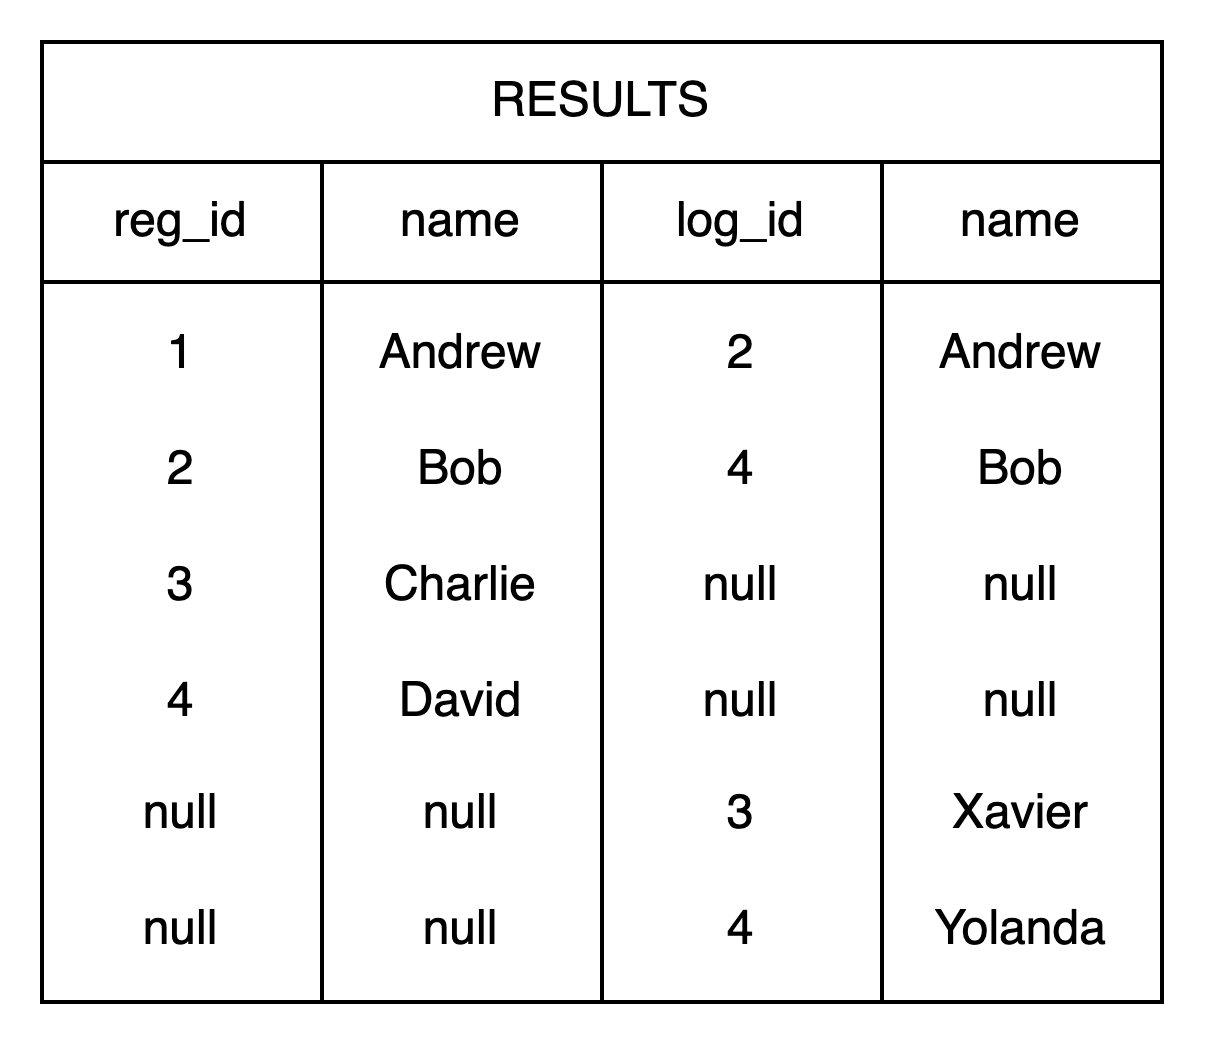 RESULTS
reg_id name log_id name
1 Andrew 2 Andrew
2 Bob 4 Bob
3 Charlie null null
4 David null null
null null 3 Xavier
null null 4 Yolanda